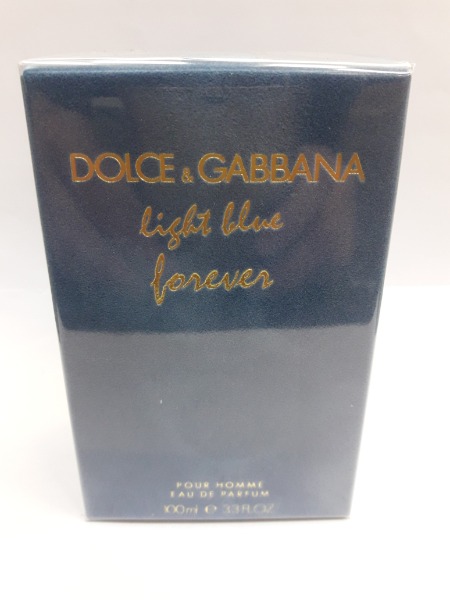 DOLCE & GABBANA
light blue
forever
POUR HOMME
EAU DE PARFUM
100ml ℮ 3.3 FL.OZ